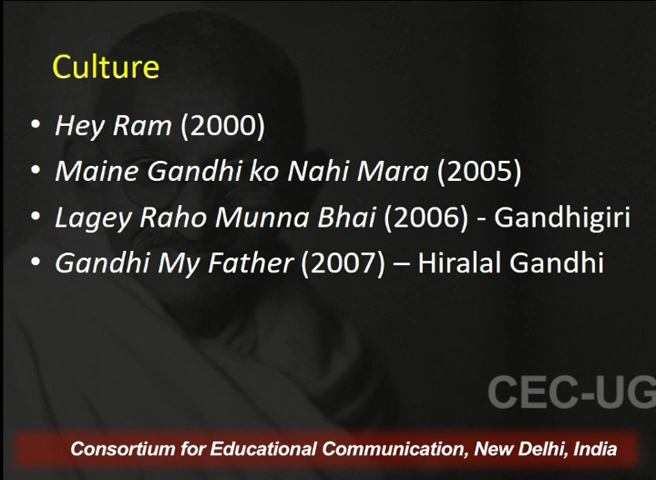 Culture
• Hey Ram (2000)
• Maine Gandhi ko Nahi Mara (2005)
• Lagey Raho Munna Bhai (2006) - Gandhigiri
• Gandhi My Father (2007) – Hiralal Gandhi
CEC-UG
Consortium for Educational Communication, New Delhi, India